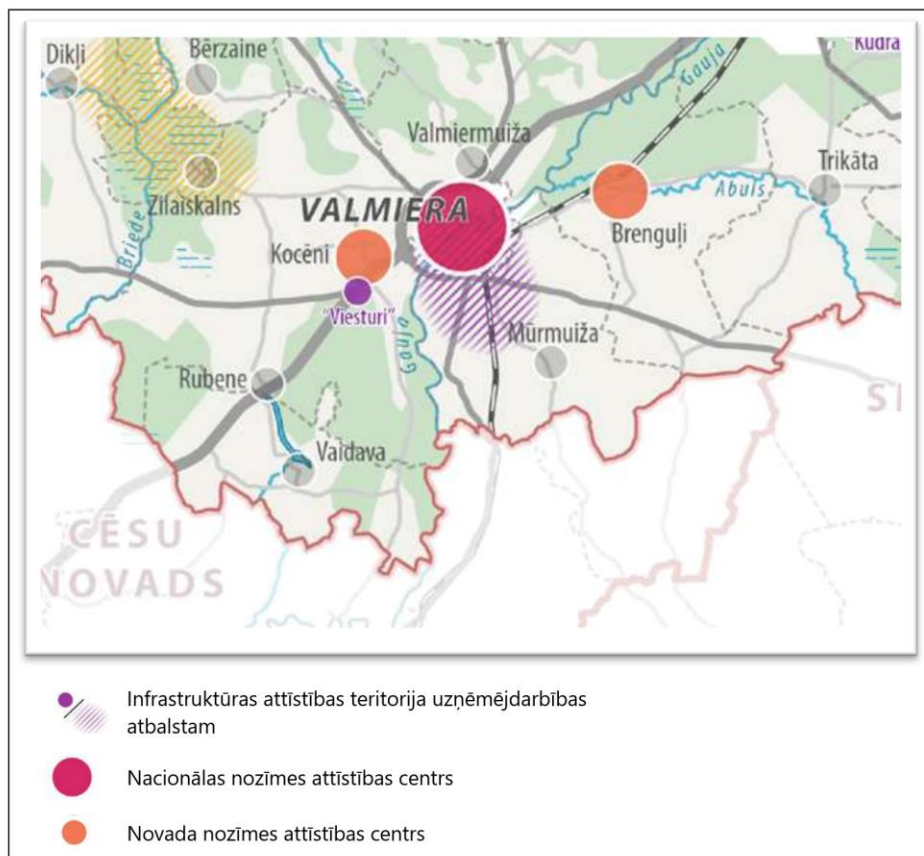 Dikļi
Bērzaine
Kudra
Gauja
Valmiermuiža
Trikāta
Zilaiskalns
VALMIERA
Abuls
Briede
Kocēni
Brenguļi
"Viesturi"
Gauja
Mūrmuiža
Rubene
Vaidava
CĒSU
NOVADS
Infrastruktūras attīstības teritorija uzņēmējdarbības
atbalstam
Nacionālas nozīmes attīstības centrs
Novada nozīmes attīstības centrs